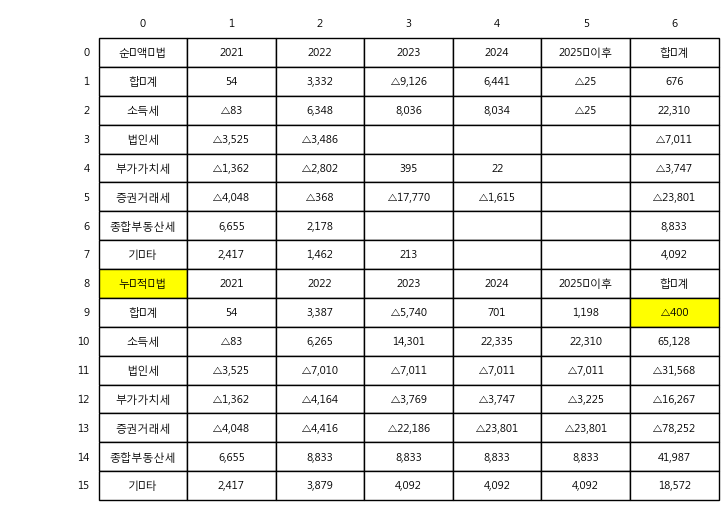 0 1 2 3 4 5 6
0 순□액□법 2021 2022 2023 2024 2025□이후 합□계
1 합□계 54 3,332 △9,126 6,441 △25 676
2 소득세 △83 6,348 8,036 8,034 △25 22,310
3 법인세 △3,525 △3,486 △7,011
4 부가가치세 △1,362 △2,802 395 22 △3,747
5 증권거래세 △4,048 △368 △17,770 △1,615 △23,801
6 종합부동산세 6,655 2,178 8,833
7 기□타 2,417 1,462 213 4,092
8 누□적□법 2021 2022 2023 2024 2025□이후 합□계
9 합□계 54 3,387 △5,740 701 1,198 △400
10 소득세 △83 6,265 14,301 22,335 22,310 65,128
11 법인세 △3,525 △7,010 △7,011 △7,011 △7,011 △31,568
12 부가가치세 △1,362 △4,164 △3,769 △3,747 △3,225 △16,267
13 증권거래세 △4,048 △4,416 △22,186 △23,801 △23,801 △78,252
14 종합부동산세 6,655 8,833 8,833 8,833 8,833 41,987
15 기□타 2,417 3,879 4,092 4,092 4,092 18,572